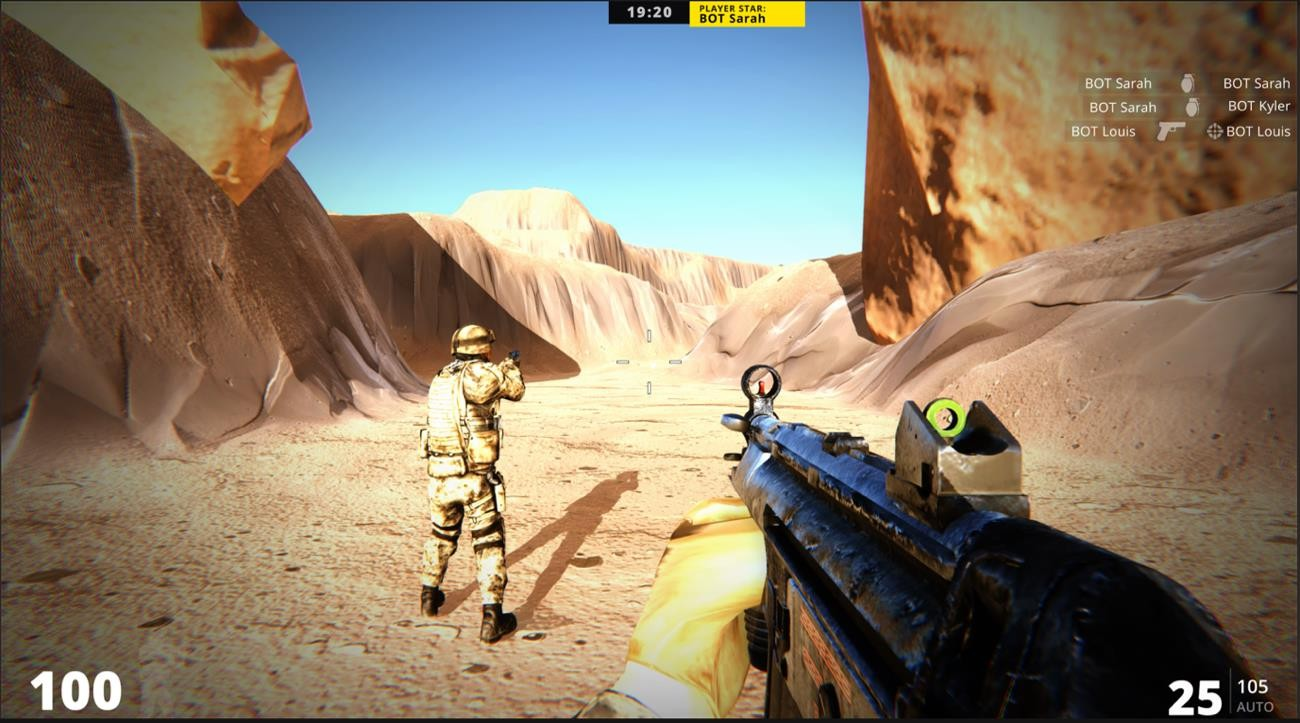 19:20
PLAYER STAR:
BOT Sarah
BOT Sarah BOT Sarah
BOT Sarah BOT Kyler
BOT Louis BOT Louis
100
25 105
AUTO